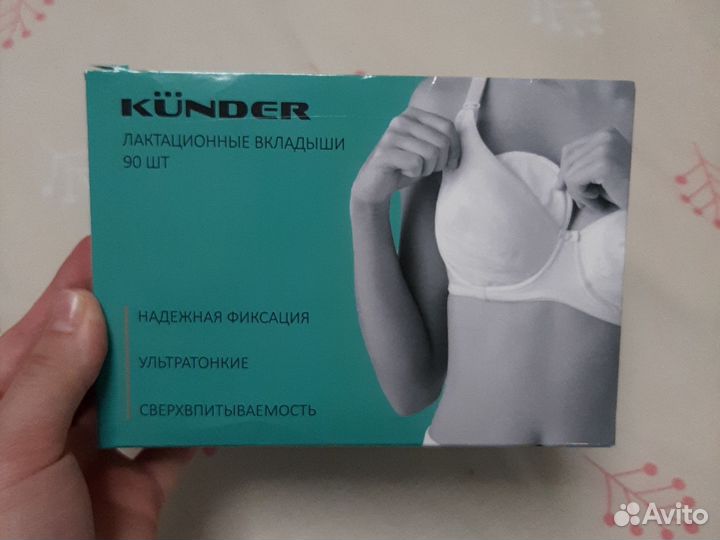 KÜNDER
ЛАКТАЦИОННЫЕ ВКЛАДЫШИ
90 ШТ
НАДЕЖНАЯ ФИКСАЦИЯ
УЛЬТРАТОНКИЕ
СВЕРХВПИТЫВАЕМОСТЬ
Avito